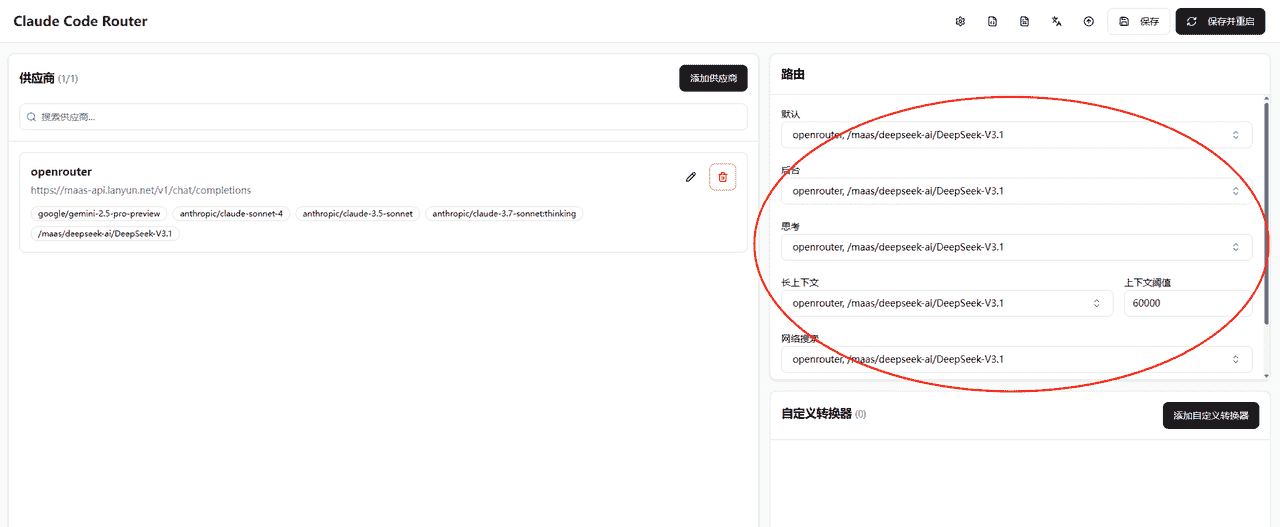 Claude Code Router
保存
保存并重启
供应商 (1/1)
添加供应商
搜索供应商...
openrouter
https://maas-api.lanyun.net/v1/chat/completions
google/gemini-2.5-pro-preview
anthropic/claude-sonnet-4
anthropic/claude-3.5-sonnet
anthropic/claude-3.7-sonnet:thinking
/maas/deepseek-ai/DeepSeek-V3.1
路由
默认
openrouter, /maas/deepseek-ai/DeepSeek-V3.1
后台
openrouter, /maas/deepseek-ai/DeepSeek-V3.1
思考
openrouter, /maas/deepseek-ai/DeepSeek-V3.1
长上下文
上下文阈值
openrouter, /maas/deepseek-ai/DeepSeek-V3.1
60000
网络搜索
openrouter, /maas/deepseek-ai/DeepSeek-V3.1
自定义转换器 (0)
添加自定义转换器